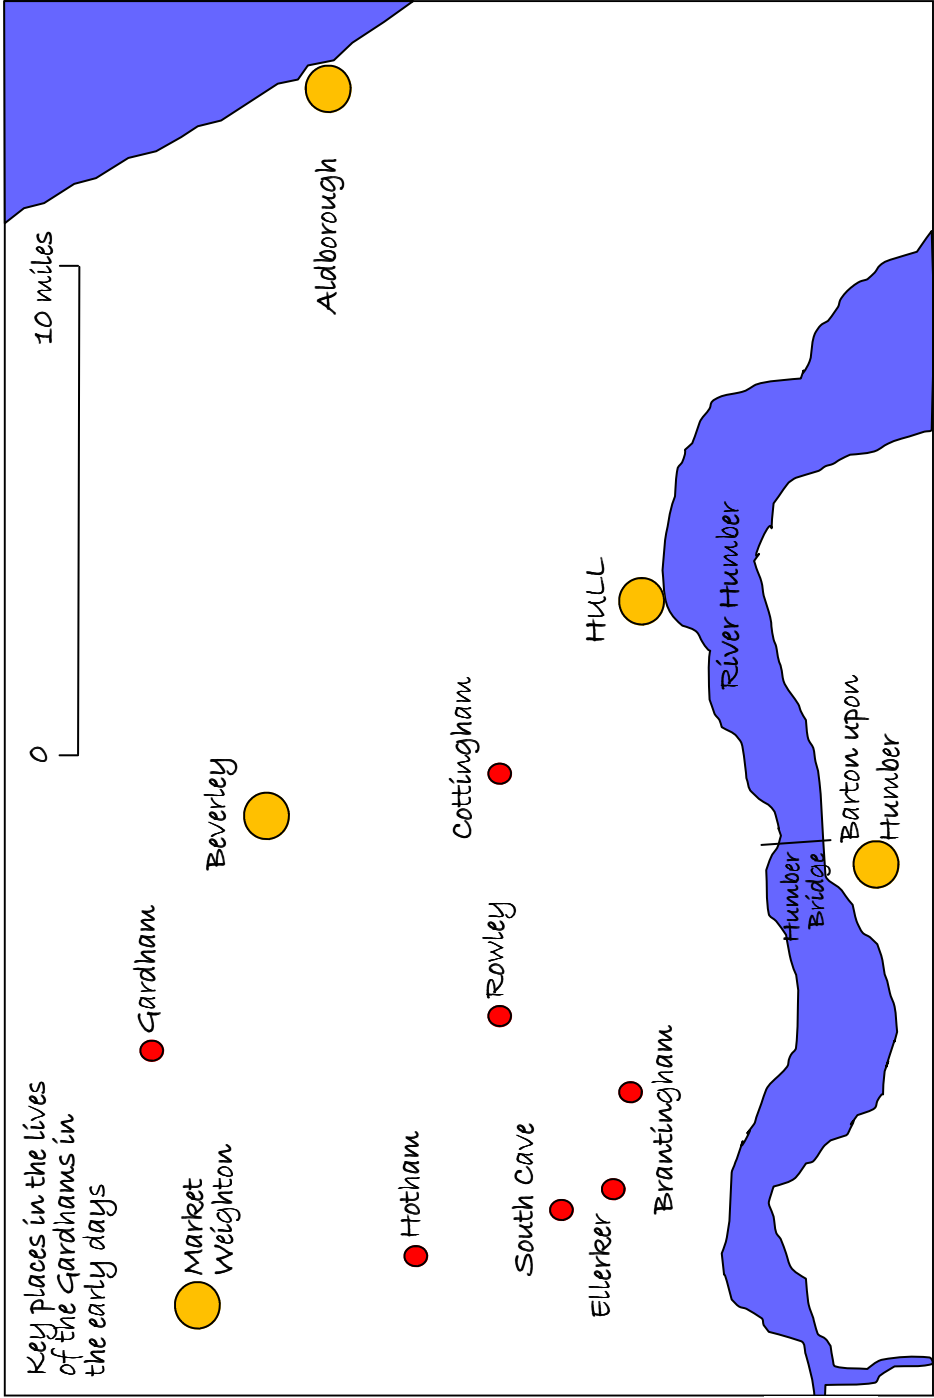 Key places in the lives
of the Gardhams in
the early days
0
10 miles
Gardham
Market
Weighton
Beverley
Aldborough
Hotham
Rowley
Cottingham
South Cave
Ellerker
Brantingham
HULL
River Humber
Humber
Bridge
Barton upon
Humber